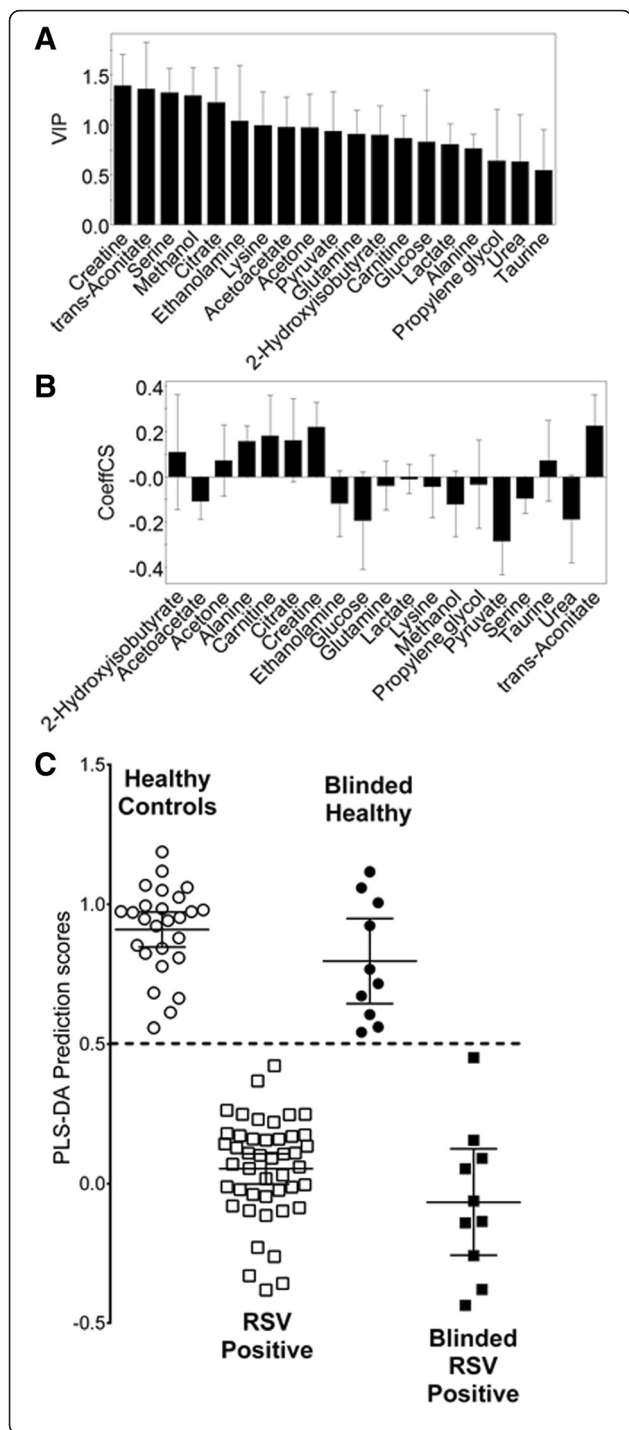 A
VIP
1.5
1.0
0.5
0.0
Creatine
trans-Aconitate
Serine
Methanol
Citrate
Ethanolamine
Lysine
Acetoacetate
Acetone
Pyruvate
Glutamine
2-Hydroxyisobutyrate
Carnitine
Glucose
Lactate
Alanine
Propylene glycol
Urea
Taurine
B
CoeffCS
0.4
0.2
-0.0
-0.2
-0.4
2-Hydroxyisobutyrate
Acetoacetate
Acetone
Alanine
Carnitine
Citrate
Creatine
Ethanolamine
Glucose
Glutamine
Lactate
Lysine
Methanol
Propylene glycol
Pyruvate
Serine
Taurine
Urea
trans-Aconitate
C
PLS-DA Prediction scores
1.5
1.0
0.5
0.0
-0.5
Healthy
Controls
Blinded
Healthy
RSV
Positive
Blinded
RSV
Positive